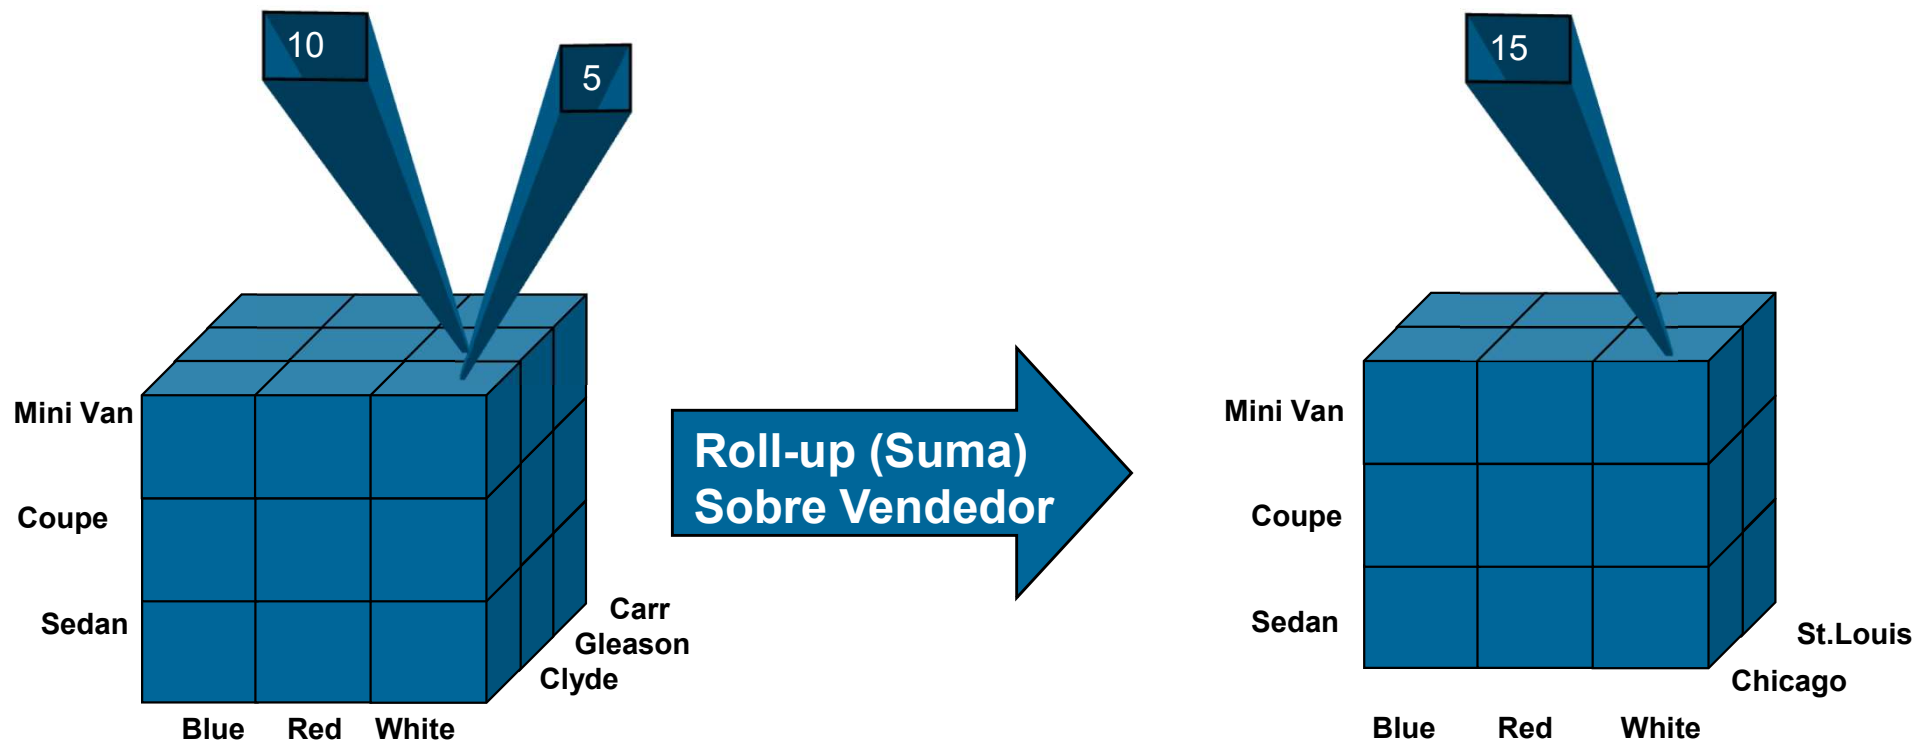 10
5
Mini Van
Coupe
Sedan
Carr
Gleason
Clyde
Blue Red White
Roll-up (Suma)
Sobre Vendedor
15
Mini Van
Coupe
Sedan
St.Louis
Chicago
Blue Red White